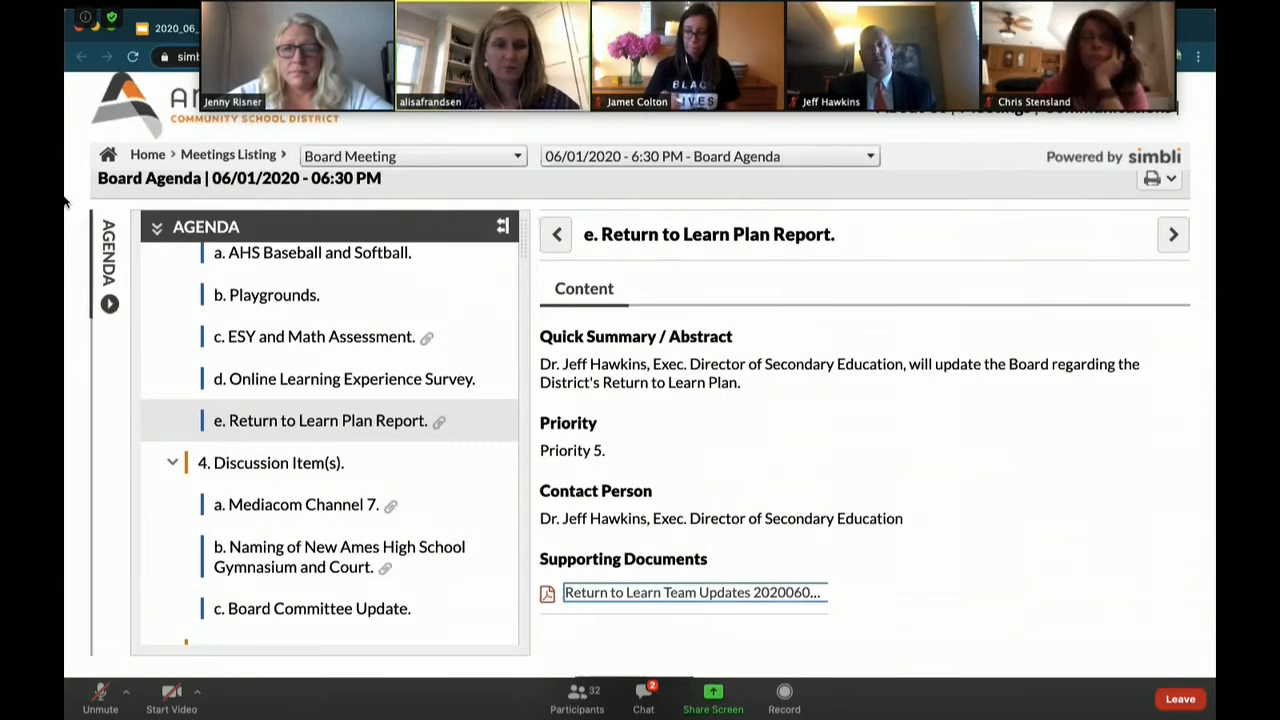 2020_06_
simb
Jenny Risner
alisafrandsen
Jamet Colton
Jeff Hawkins
Chris Stensland
BLACK
LIVES
COMMUNITY SCHOOL DISTRICT
Home > Meetings Listing >
Board Meeting
06/01/2020 - 6:30 PM - Board Agenda
Powered by simbli
Board Agenda | 06/01/2020 - 06:30 PM
AGENDA
AGENDA
a. AHS Baseball and Softball.
b. Playgrounds.
c. ESY and Math Assessment.
d. Online Learning Experience Survey.
e. Return to Learn Plan Report.
4. Discussion Item(s).
a. Mediacom Channel 7.
b. Naming of New Ames High School
Gymnasium and Court.
c. Board Committee Update.
e. Return to Learn Plan Report.
Content
Quick Summary / Abstract
Dr. Jeff Hawkins, Exec. Director of Secondary Education, will update the Board regarding the
District's Return to Learn Plan.
Priority
Priority 5.
Contact Person
Dr. Jeff Hawkins, Exec. Director of Secondary Education
Supporting Documents
Return to Learn Team Updates 2020060...
Unmute
Start Video
32
Participants
2
Chat
Share Screen
Record
Leave